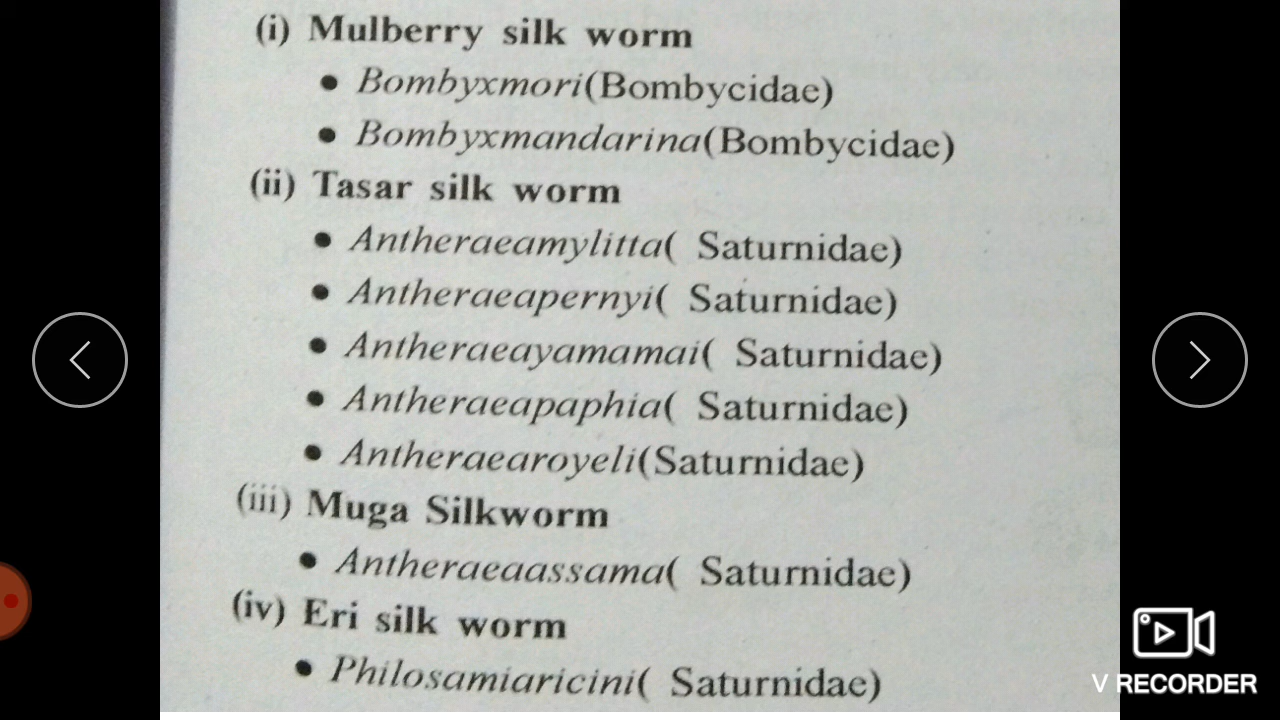 (i) Mulberry silk worm
• Bombyxmori(Bombycidae)
• Bombyxmandarina(Bombycidae)
(ii) Tasar silk worm
• Antheraeamylitta( Saturnidae)
• Antheraeapernyi( Saturnidae)
• Antheraeayamamai( Saturnidae)
• Antheraeapaphia( Saturnidae)
• Antheraearoyeli(Saturnidae)
(iii) Muga Silkworm
• Antheraeaassama( Saturnidae)
(iv) Eri silk worm
• Philosamiaricini( Saturnidae)
V RECORDER